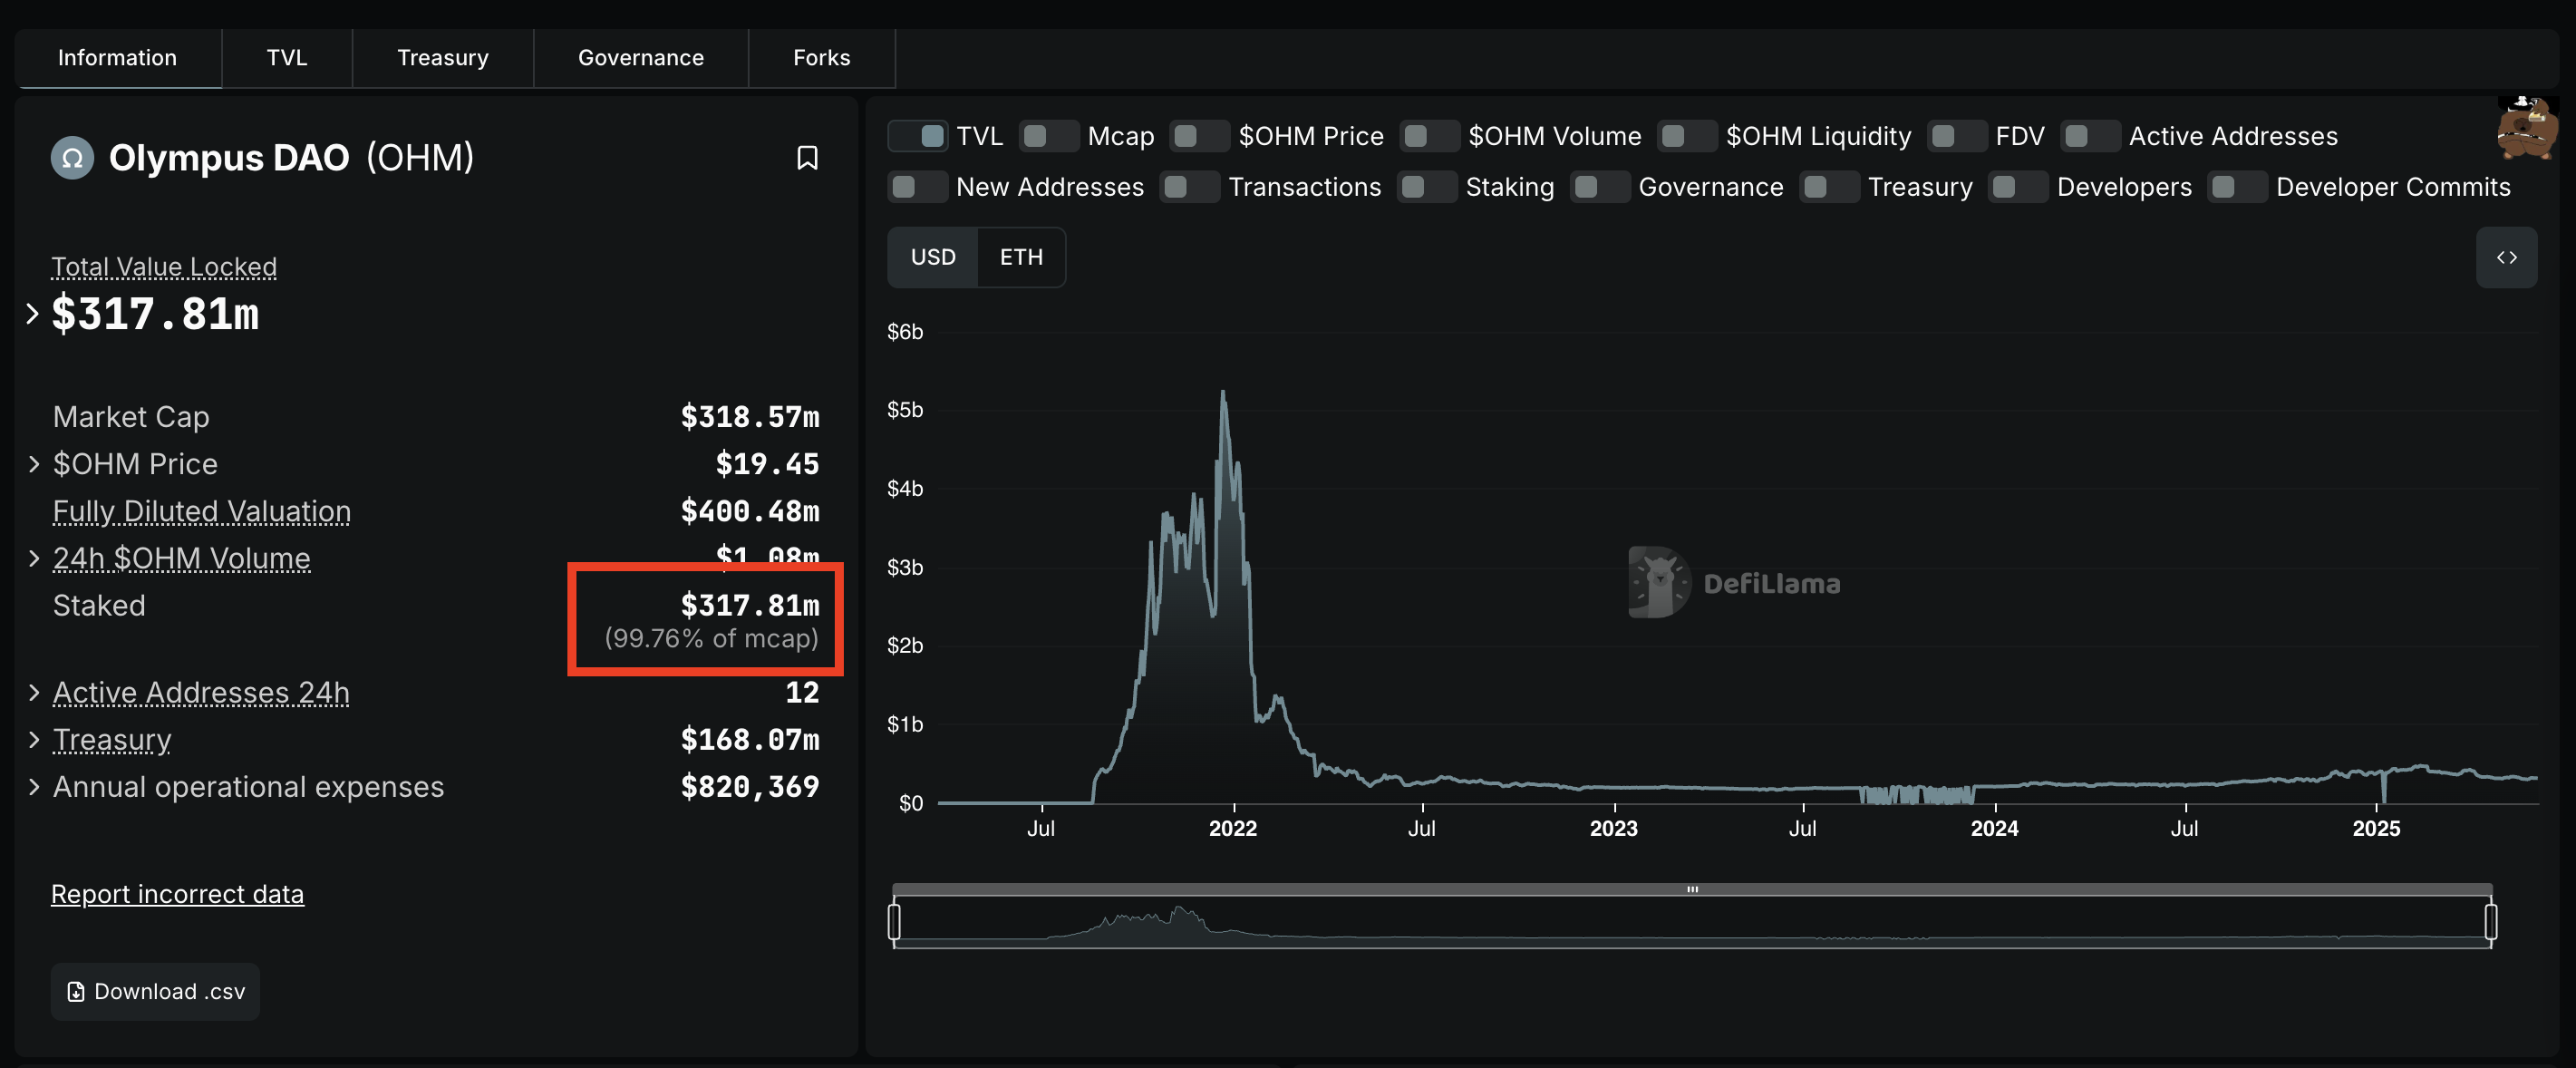 Information TVL Treasury Governance Forks
Ω Olympus DAO (OHM)
Total Value Locked
$317.81m
Market Cap $318.57m
$OHM Price $19.45
Fully Diluted Valuation $400.48m
24h $OHM Volume $1.08m
Staked $317.81m
(99.76% of mcap)
Active Addresses 24h 12
Treasury $168.07m
Annual operational expenses $820,369
Report incorrect data
Download .csv
TVL Mcap $OHM Price $OHM Volume $OHM Liquidity FDV Active Addresses
New Addresses Transactions Staking Governance Treasury Developers Developer Commits
USD ETH
$6b
$5b
$4b
$3b
$2b
$1b
$0
DefiLlama
Jul 2022 Jul 2023 Jul 2024 Jul 2025